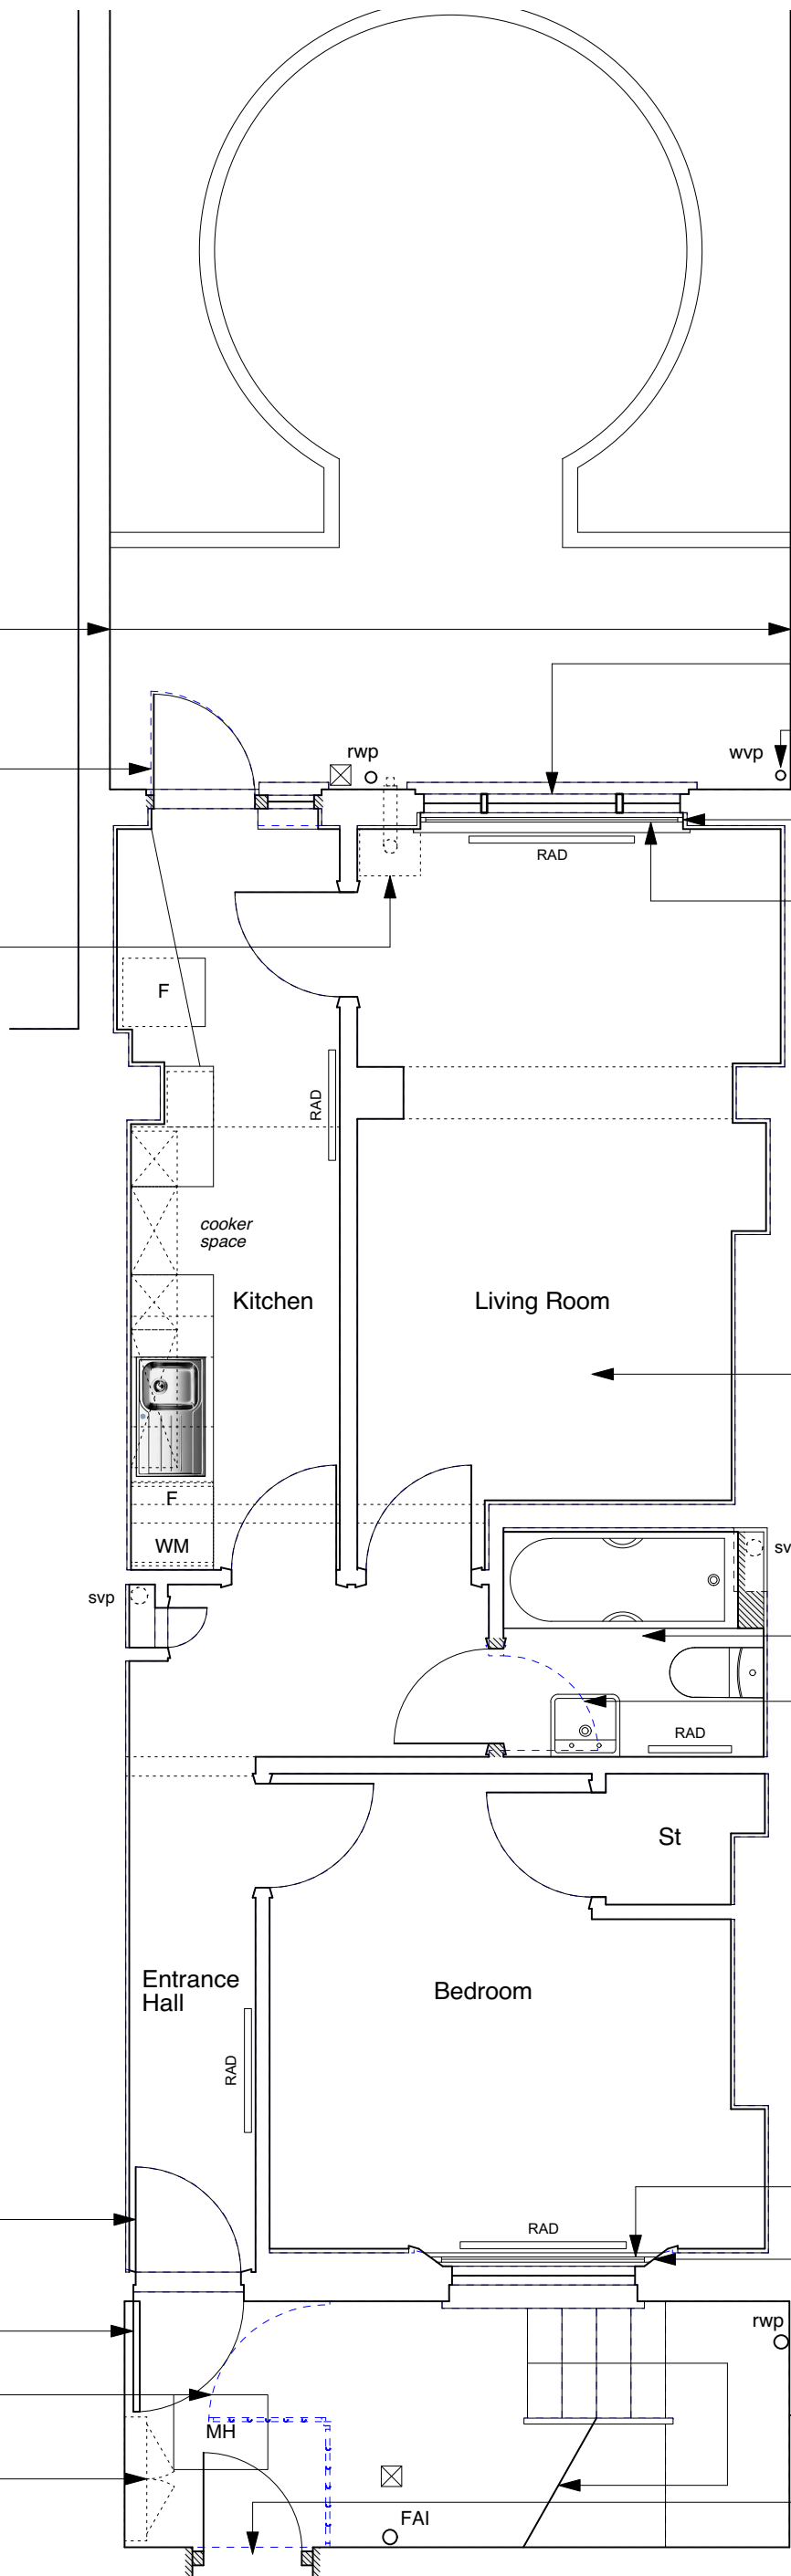 rwp
wvp
RAD
F
RAD
cooker
space
Kitchen
Living Room
F
WM
sv
svp
RAD
St
Entrance
Hall
Bedroom
RAD
RAD
rwp
MH
FAI